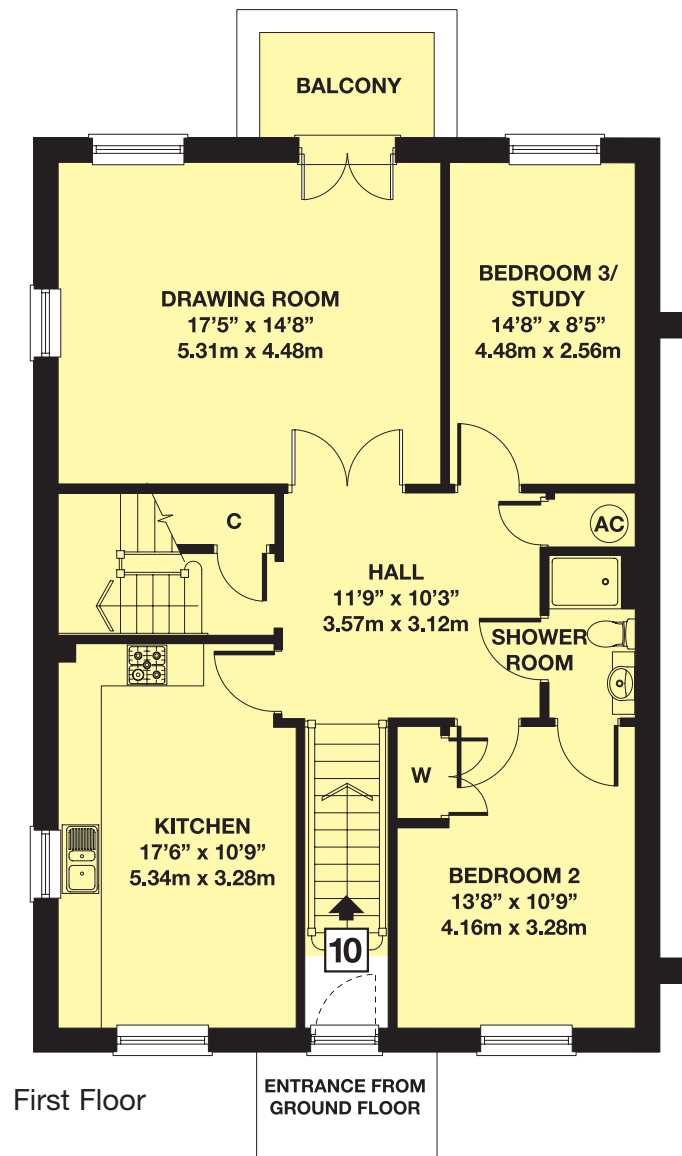 BALCONY
DRAWING ROOM
17’5” x 14’8”
5.31m x 4.48m
BEDROOM 3/
STUDY
14’8” x 8’5”
4.48m x 2.56m
C
AC
HALL
11’9” x 10’3”
3.57m x 3.12m
SHOWER
ROOM
W
KITCHEN
17’6” x 10’9”
5.34m x 3.28m
BEDROOM 2
13’8” x 10’9”
4.16m x 3.28m
10
First Floor
ENTRANCE FROM
GROUND FLOOR